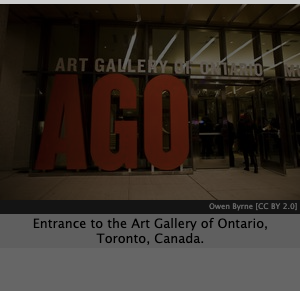 ART GALLERY OF ONTARIO
AGO
Owen Byrne [CC BY 2.0]
Entrance to the Art Gallery of Ontario,
Toronto, Canada.